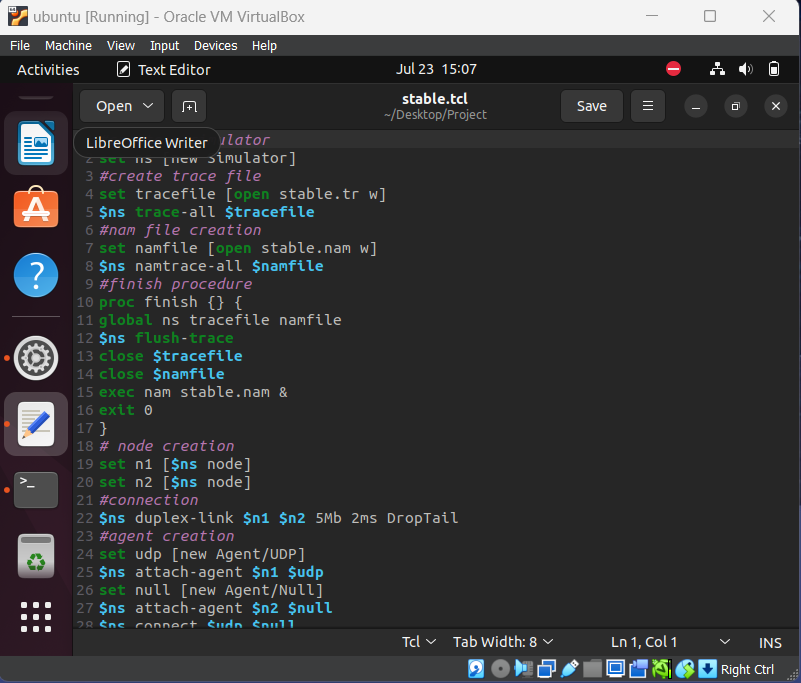 ubuntu [Running] - Oracle VM VirtualBox
File Machine View Input Devices Help
Activities Text Editor Jul 23 15:07
Open stable.tcl Save
~/Desktop/Project
LibreOffice Writer
2 set ns [new Simulator]
3 #create trace file
4 set tracefile [open stable.tr w]
5 $ns trace-all $tracefile
6 #nam file creation
7 set namfile [open stable.nam w]
8 $ns namtrace-all $namfile
9 #finish procedure
10 proc finish {} {
11 global ns tracefile namfile
12 $ns flush-trace
13 close $tracefile
14 close $namfile
15 exec nam stable.nam &
16 exit 0
17 }
18 # node creation
19 set n1 [$ns node]
20 set n2 [$ns node]
21 #connection
22 $ns duplex-link $n1 $n2 5Mb 2ms DropTail
23 #agent creation
24 set udp [new Agent/UDP]
25 $ns attach-agent $n1 $udp
26 set null [new Agent/Null]
27 $ns attach-agent $n2 $null
28 $ns connect $udp $null
Tcl Tab Width: 8 Ln 1, Col 1 INS
Right Ctrl